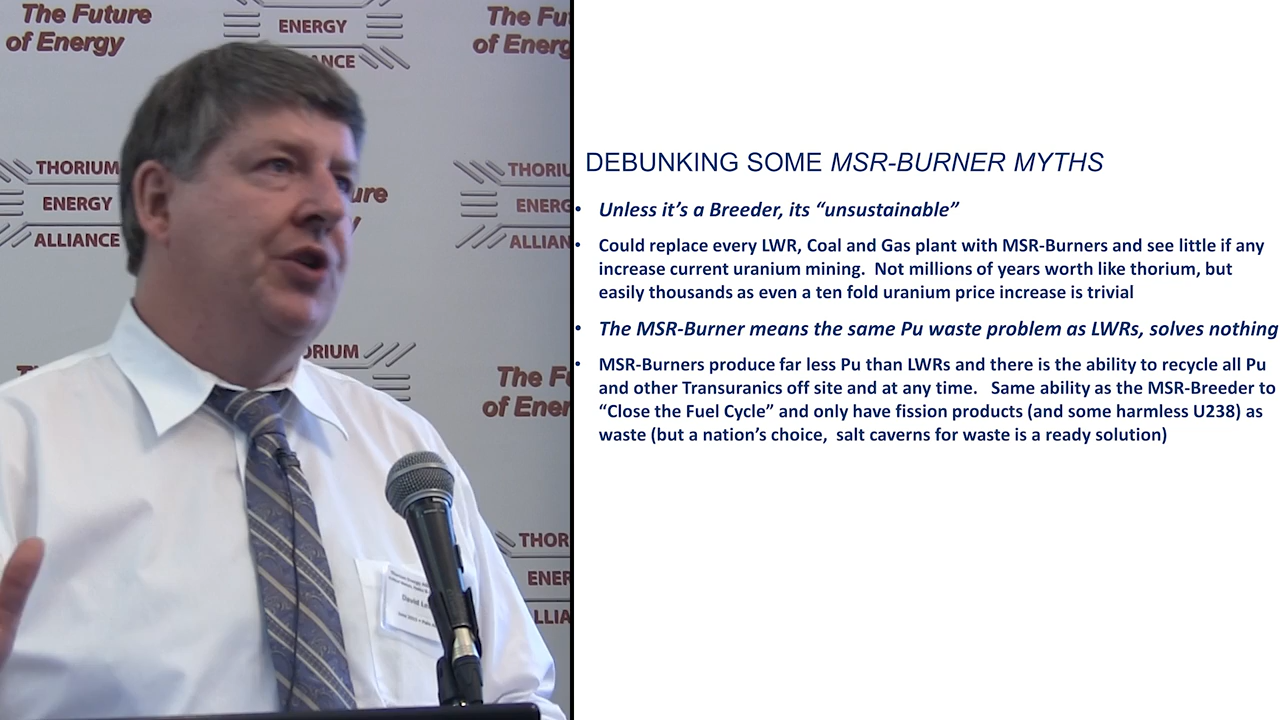 The Future
of Energy
ENERGY
ANCE
The Fu
of Energ
THORIUM
ENERGY
ALLIANCE
ure
y
THORIU
ENERG
ALLIAN
ORIUM
The F
of Ener
THOR
ENER
LLIA
David Le
DEBUNKING SOME MSR-BURNER MYTHS
• Unless it’s a Breeder, its “unsustainable”
• Could replace every LWR, Coal and Gas plant with MSR-Burners and see little if any
increase current uranium mining. Not millions of years worth like thorium, but
easily thousands as even a ten fold uranium price increase is trivial
• The MSR-Burner means the same Pu waste problem as LWRs, solves nothing
• MSR-Burners produce far less Pu than LWRs and there is the ability to recycle all Pu
and other Transuranics off site and at any time. Same ability as the MSR-Breeder to
“Close the Fuel Cycle” and only have fission products (and some harmless U238) as
waste (but a nation’s choice, salt caverns for waste is a ready solution)